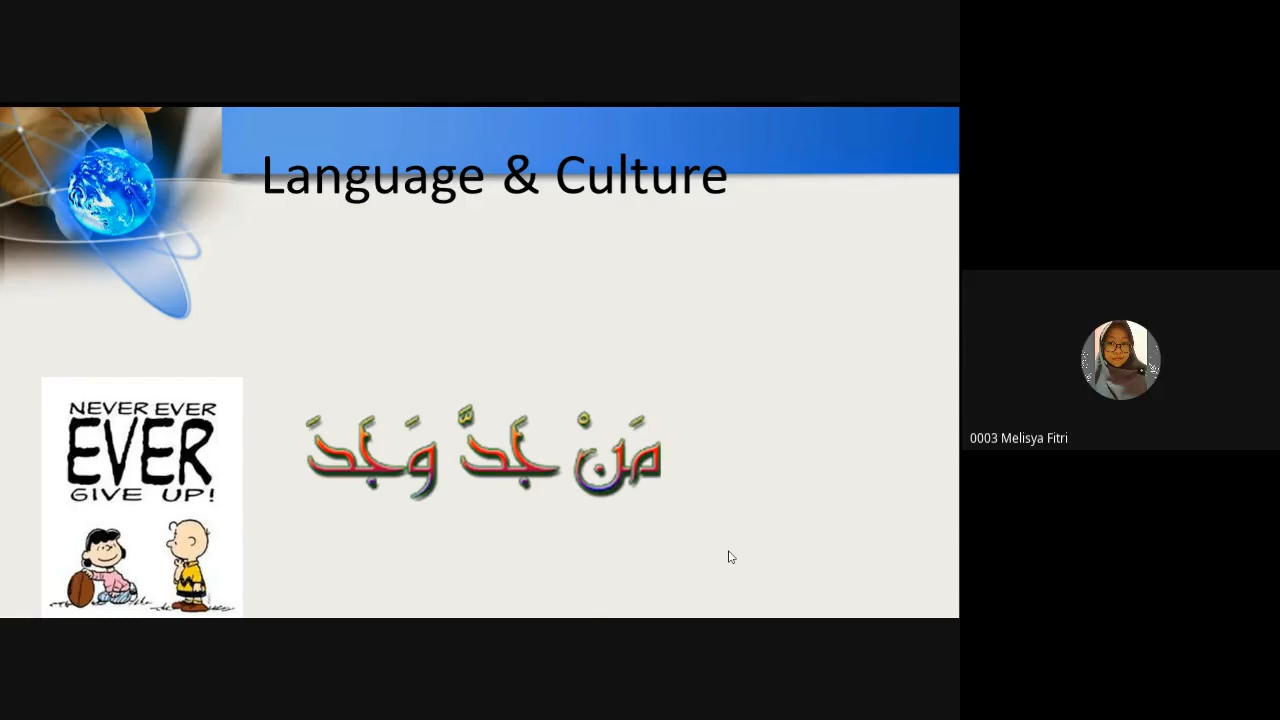 Language & Culture
NEVER EVER
EVER
GIVE UP!
مَنْ جَدَّ وَجَدَ
0003 Melisya Fitri